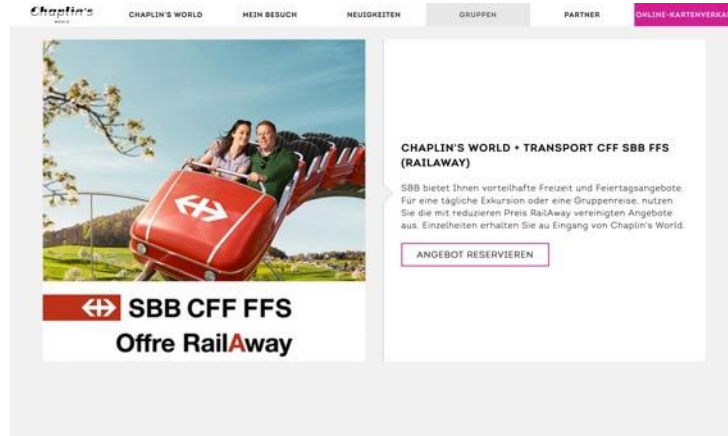 Chaplin's
WORLD
CHAPLIN'S WORLD
MEIN BESUCH
NEUIGKEITEN
GRUPPEN
PARTNER
ONLINE-KARTENVERKA
CHAPLIN'S WORLD + TRANSPORT CFF SBB FFS
(RAILAWAY)
SBB bietet Ihnen vorteilhafte Freizeit und Feiertagsangebote.
Für eine tägliche Exkursion oder eine Gruppenreise, nutzen
Sie die mit reduzieren Preis RailAway vereinigten Angebote
aus. Einzelheiten erhalten Sie au Eingang von Chaplin's World.
ANGEBOT RESERVIEREN
SBB CFF FFS
Offre RailAway